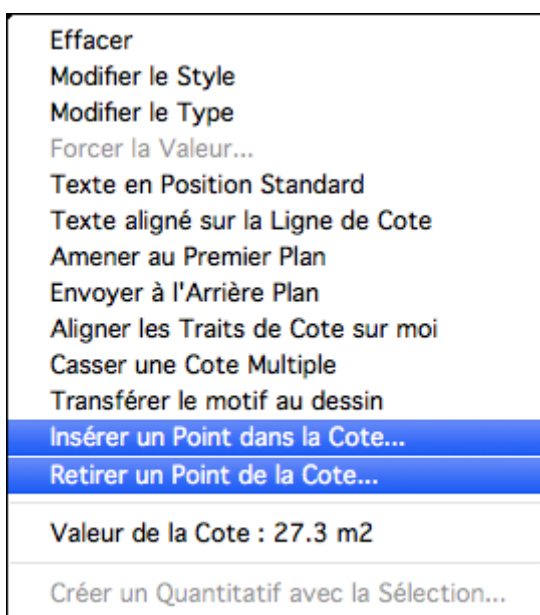 Effacer
Modifier le Style
Modifier le Type
Forcer la Valeur...
Texte en Position Standard
Texte aligné sur la Ligne de Cote
Amener au Premier Plan
Envoyer à l'Arrière Plan
Aligner les Traits de Cote sur moi
Casser une Cote Multiple
Transférer le motif au dessin
Insérer un Point dans la Cote...
Retirer un Point de la Cote...
Valeur de la Cote : 27.3 m2
Créer un Quantitatif avec la Sélection...